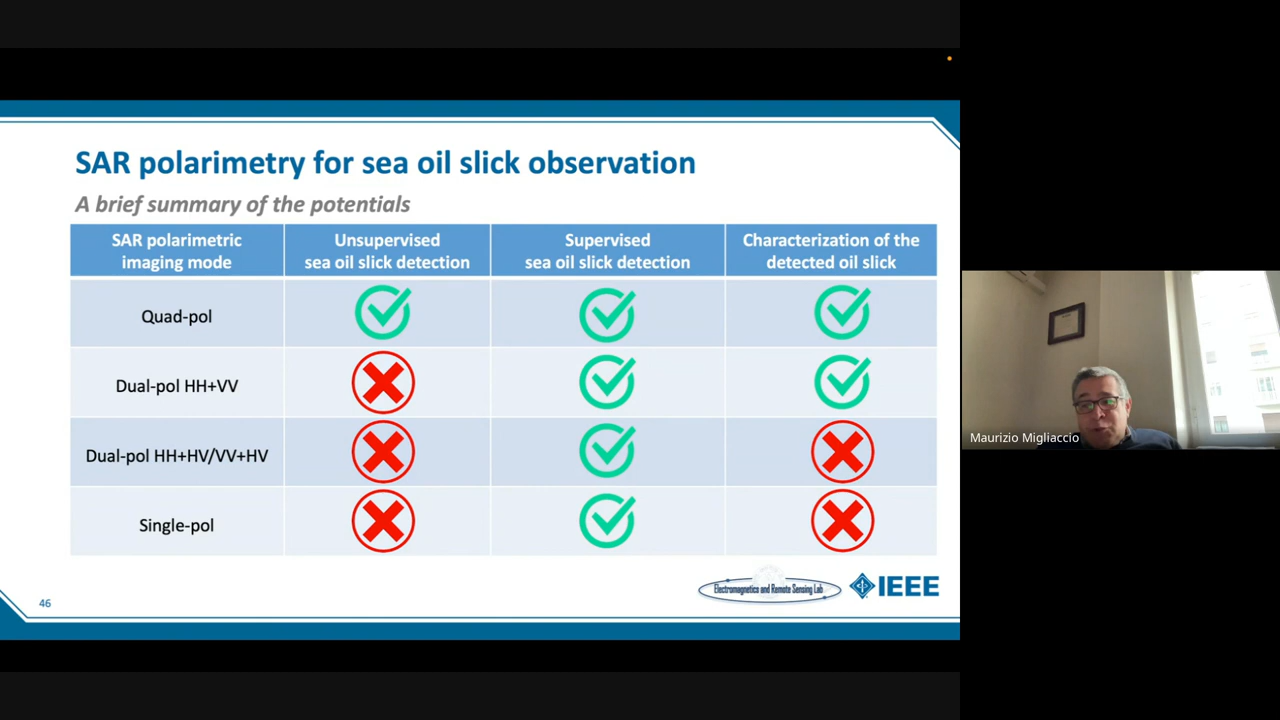 SAR polarimetry for sea oil slick observation
A brief summary of the potentials
SAR polarimetric
imaging mode
Unsupervised
sea oil slick detection
Supervised
sea oil slick detection
Characterization of the
detected oil slick
Quad-pol
Dual-pol HH+VV
Dual-pol HH+HV/VV+HV
Single-pol
46
Electromagnetics and Remote Sensing Lab
IEEE
Maurizio Migliaccio